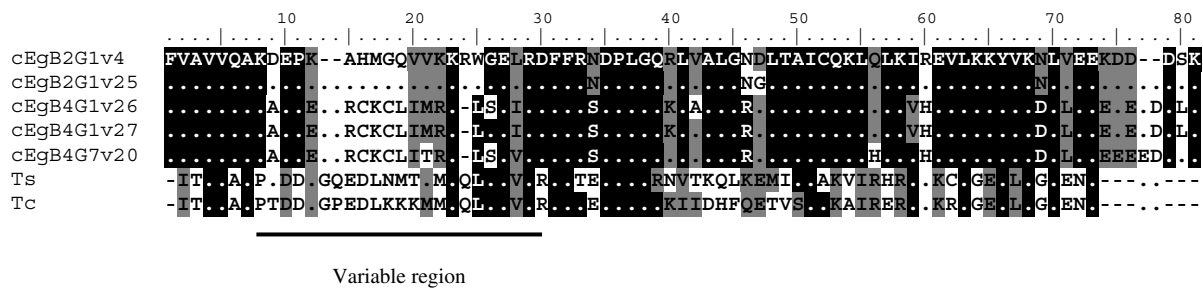 10 20 30 40 50 60 70 80
cEgB2G1v4 FVAVVQAKDEPK--AHMGQVVKKRWGELRDFFRNDPLGQRLVALGNDLTAICQKLQLKIREVLKKYVKNLVEEKDD--DSK
cEgB2G1v25 .................................N...........NG.....................N............
cEgB4G1v26 ........A..E..RCKCLIMR.-LS.I.....S.....K.A...R............VH........D.L..E.E.D.L.
cEgB4G1v27 ........A..E..RCKCLIMR.-L..I.....S.....K.....R............VH........D.L..E.E.D.L.
cEgB4G7v20 ........A..E..RCKCLITR.-LS.V.....S...........R.........H...H........D.L..EEEED.L.
Ts -IT..A.P.DD.GQEDLNMT.M.QL..V.R..TE....RNVTKQLKEMI..AKVIRHR..KC.GE.L..G.EN.---..---
Tc -IT..A.PTDD.GPEDLKKKMM.QL..V.R...E.....KIIDHFQETVS.KAIRER..KR.GE.L..G.EN.---..---
Variable region